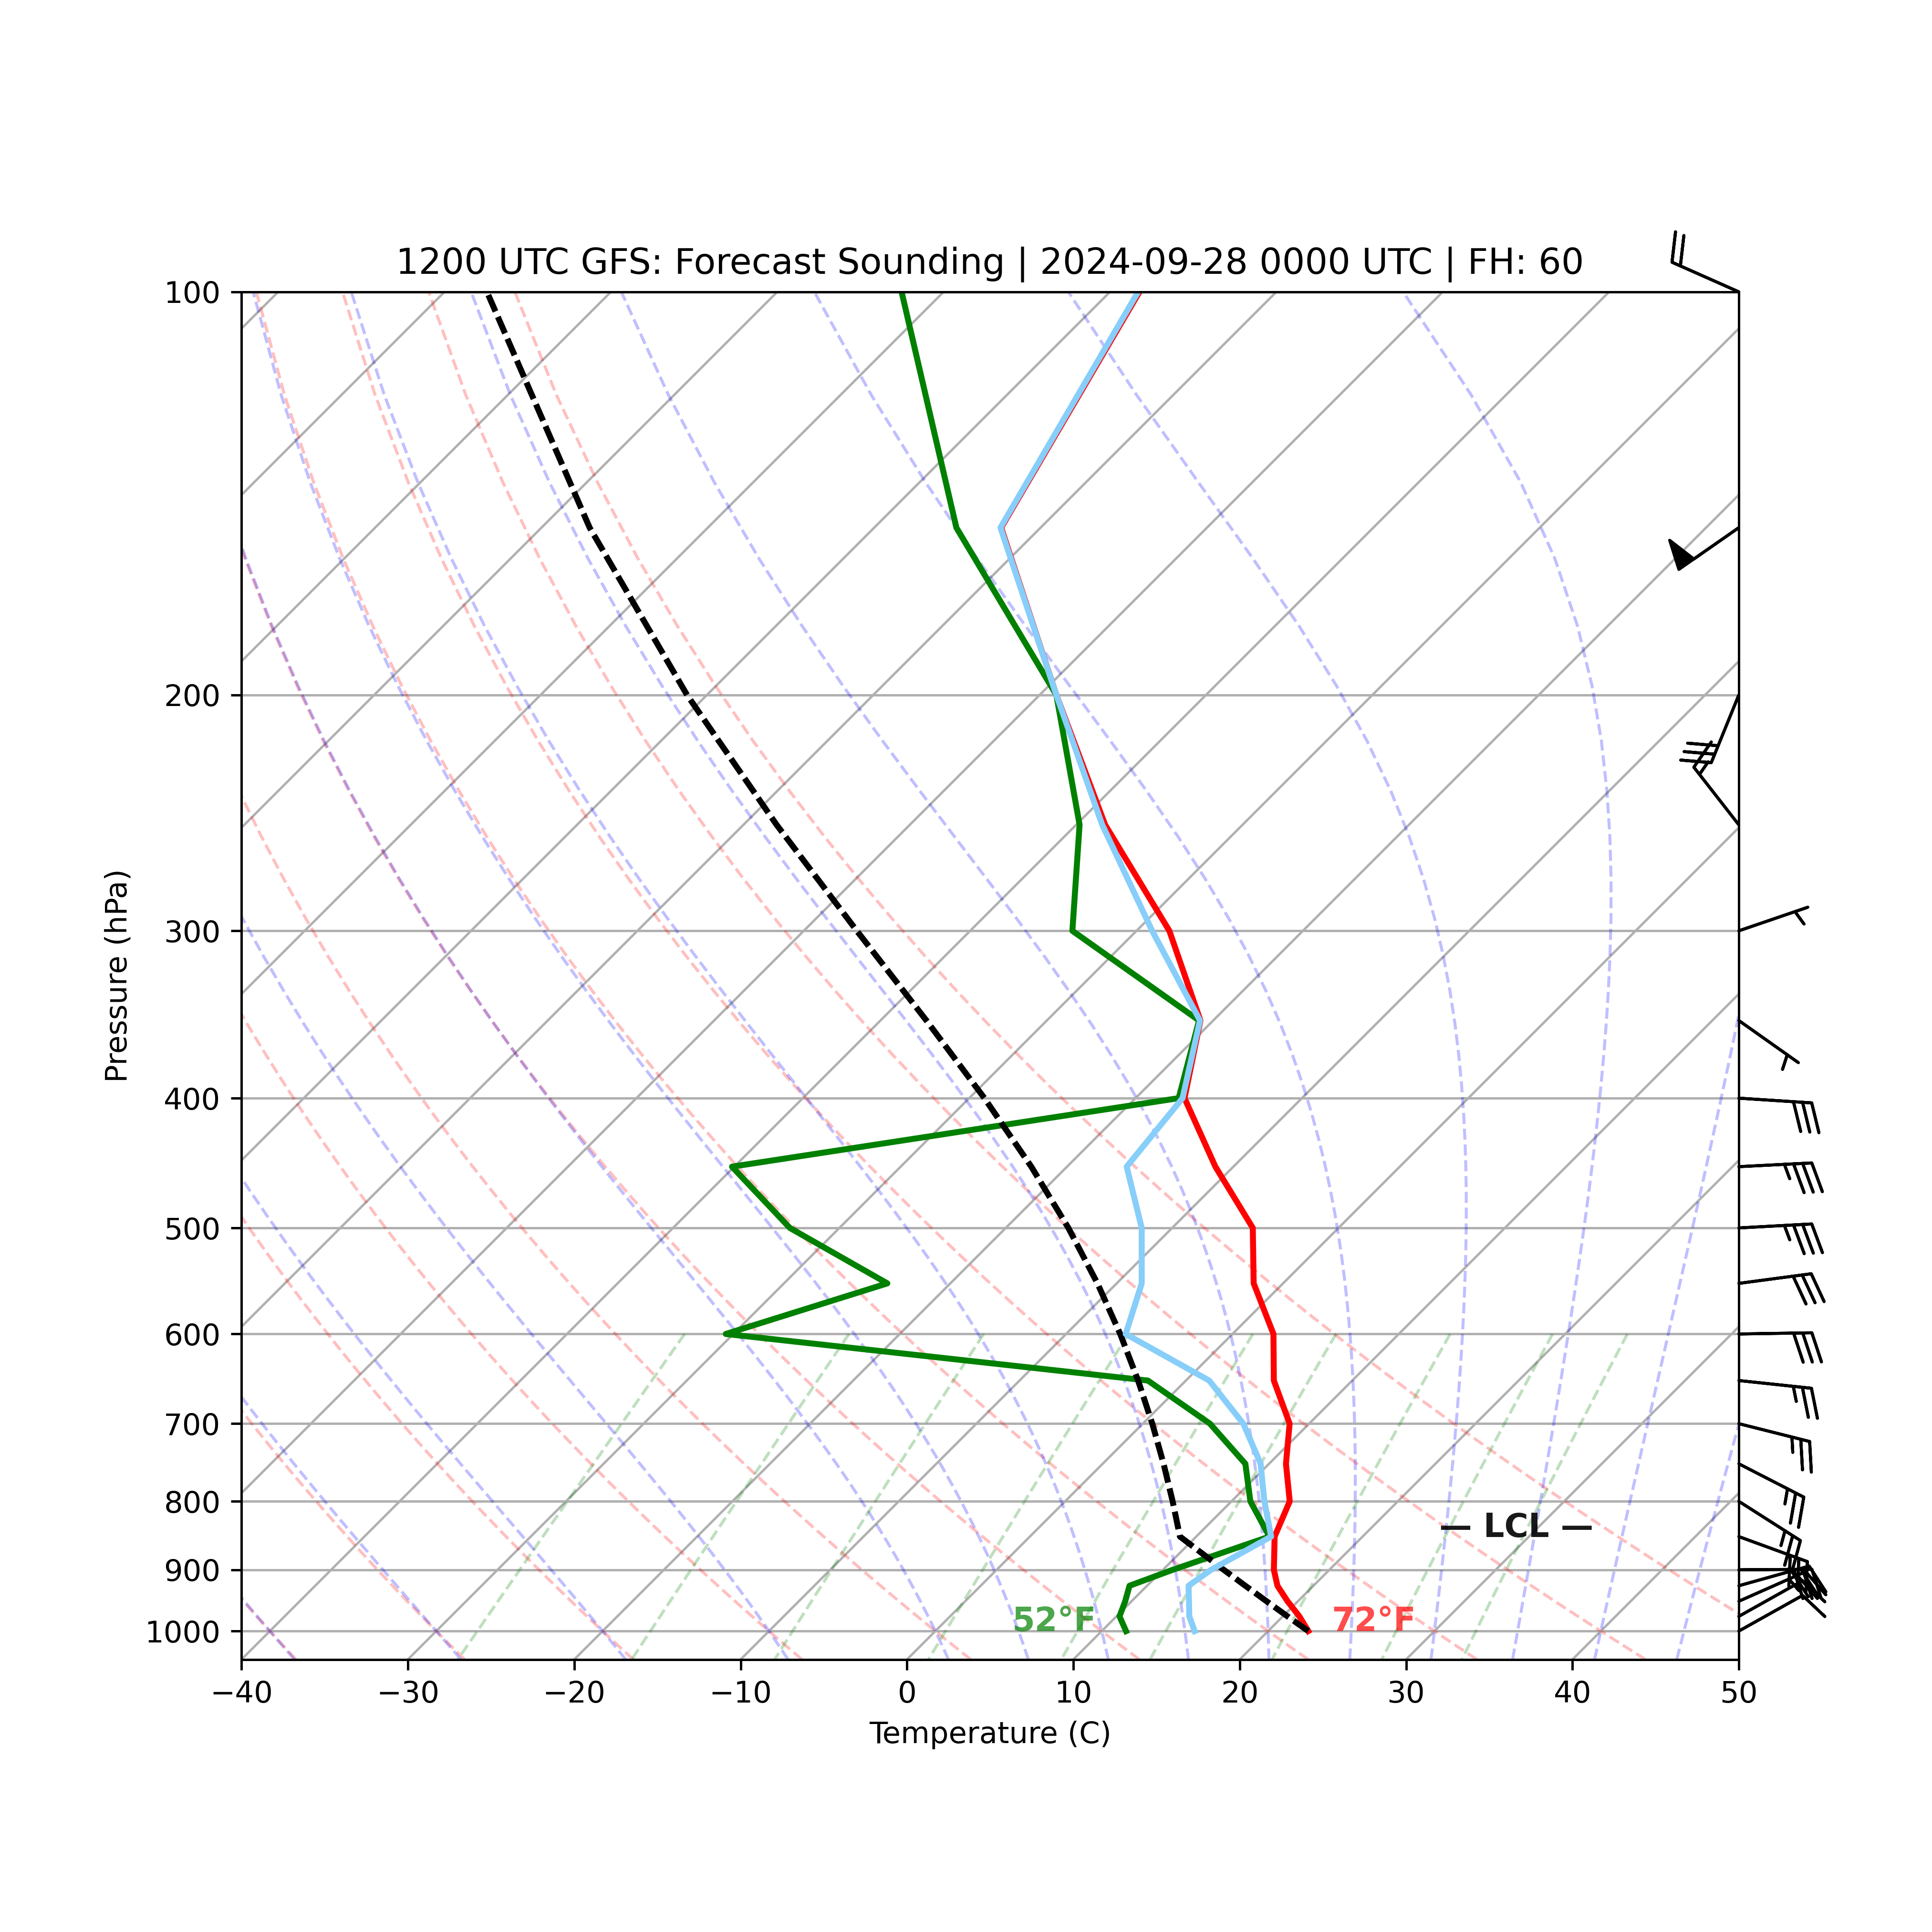 1200 UTC GFS: Forecast Sounding | 2024-09-28 0000 UTC | FH: 60
100
200
300
400
500
600
700
800
900
1000
Pressure (hPa)
— LCL —
52°F
72°F
−40 −30 −20 −10 0 10 20 30 40 50
Temperature (C)